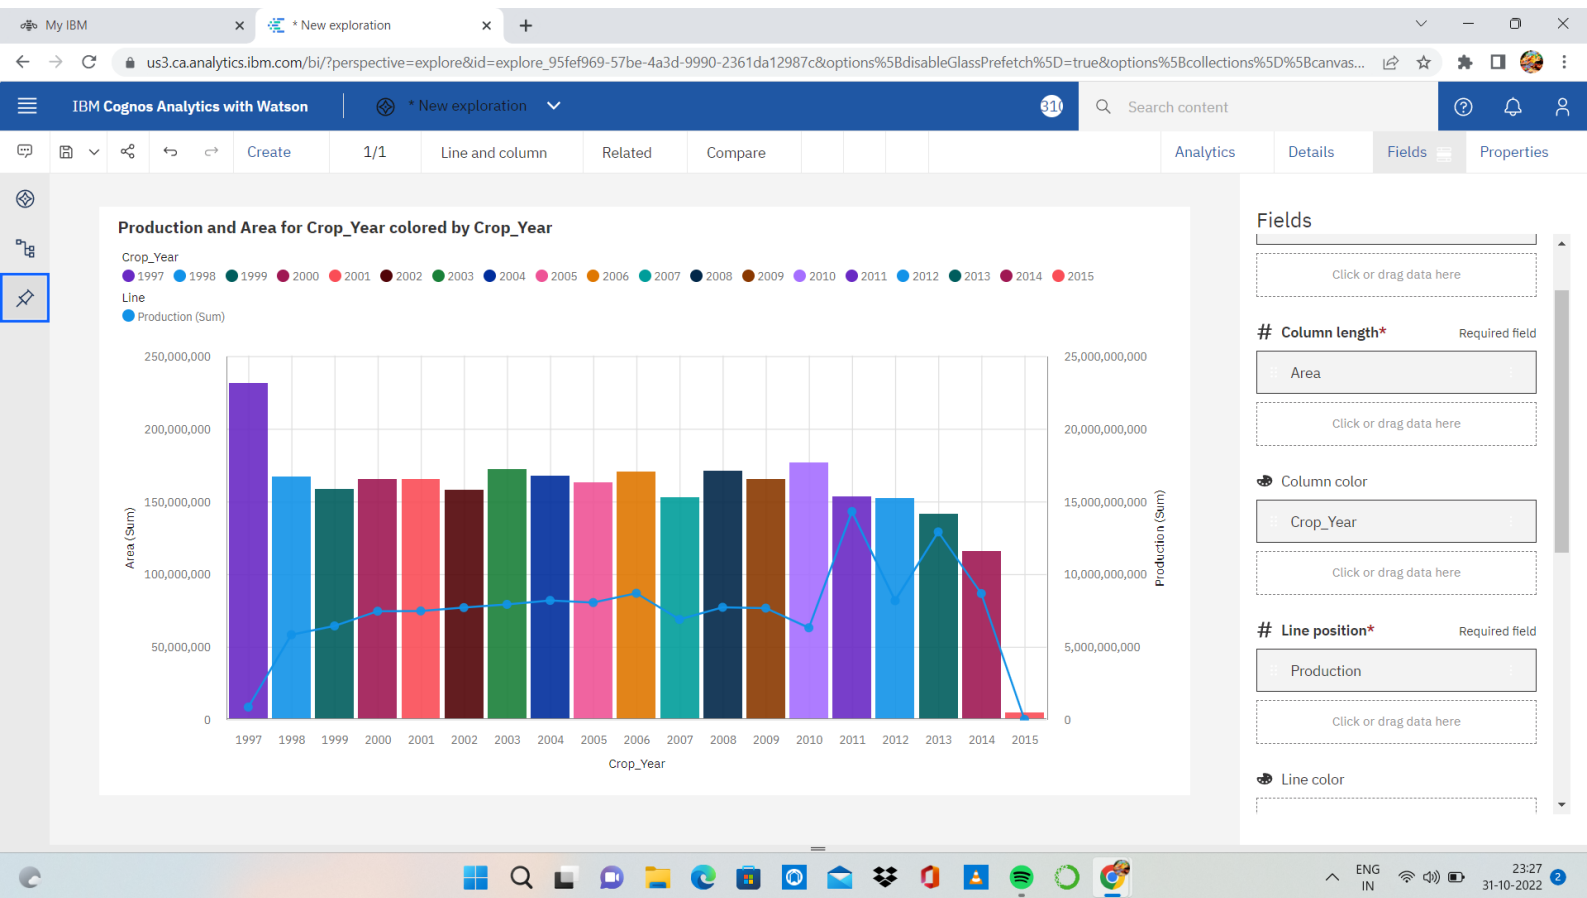 My IBM
* New exploration
us3.ca.analytics.ibm.com/bi/?perspective=explore&id=explore_95fef969-57be-4a3d-9990-2361da12987c&options%5BdisableGlassPrefetch%5D=true&options%5Bcollections%5D%5Bcanvas...
IBM Cognos Analytics with Watson
* New exploration
Search content
Create
1/1
Line and column
Related
Compare
Analytics
Details
Fields
Properties
Production and Area for Crop_Year colored by Crop_Year
Crop_Year
1997 1998 1999 2000 2001 2002 2003 2004 2005 2006 2007 2008 2009 2010 2011 2012 2013 2014 2015
Line
Production (Sum)
250,000,000
200,000,000
150,000,000
100,000,000
50,000,000
0
Area (Sum)
25,000,000,000
20,000,000,000
15,000,000,000
10,000,000,000
5,000,000,000
0
Production (Sum)
1997 1998 1999 2000 2001 2002 2003 2004 2005 2006 2007 2008 2009 2010 2011 2012 2013 2014 2015
Crop_Year
Fields
Click or drag data here
# Column length* Required field
Area
Click or drag data here
Column color
Crop_Year
Click or drag data here
# Line position* Required field
Production
Click or drag data here
Line color
ENG
IN
23:27
31-10-2022
2